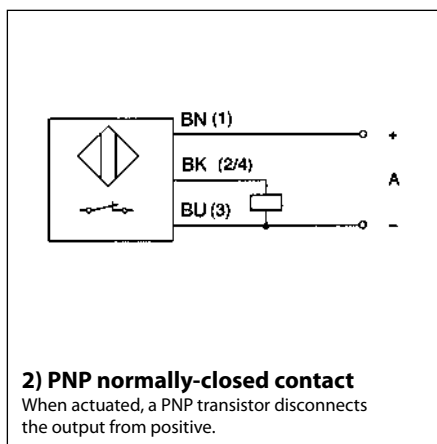 BN (1)
+
BK (2/4)
A
BU (3)
–
2) PNP normally-closed contact
When actuated, a PNP transistor disconnects
the output from positive.